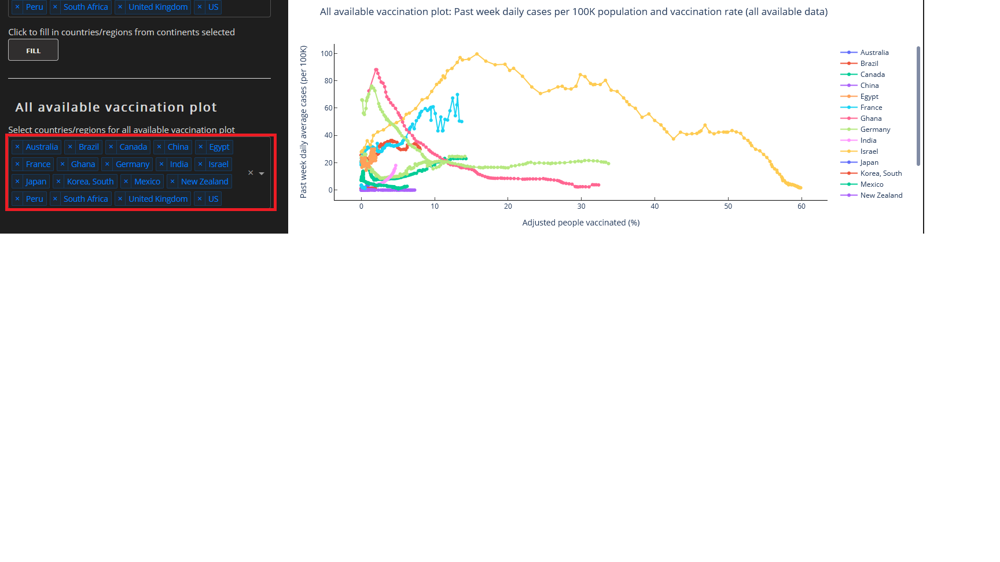 × Peru × South Africa × United Kingdom × US
Click to fill in countries/regions from continents selected
FILL
All available vaccination plot
Select countries/regions for all available vaccination plot
× Australia × Brazil × Canada × China × Egypt
× France × Ghana × Germany × India × Israel
× Japan × Korea, South × Mexico × New Zealand
× Peru × South Africa × United Kingdom × US
×
All available vaccination plot: Past week daily cases per 100K population and vaccination rate (all available data)
Past week daily average cases (per 100K)
100
80
60
40
20
0
0 10 20 30 40 50 60
Adjusted people vaccinated (%)
Australia
Brazil
Canada
China
Egypt
France
Ghana
Germany
India
Israel
Japan
Korea, South
Mexico
New Zealand